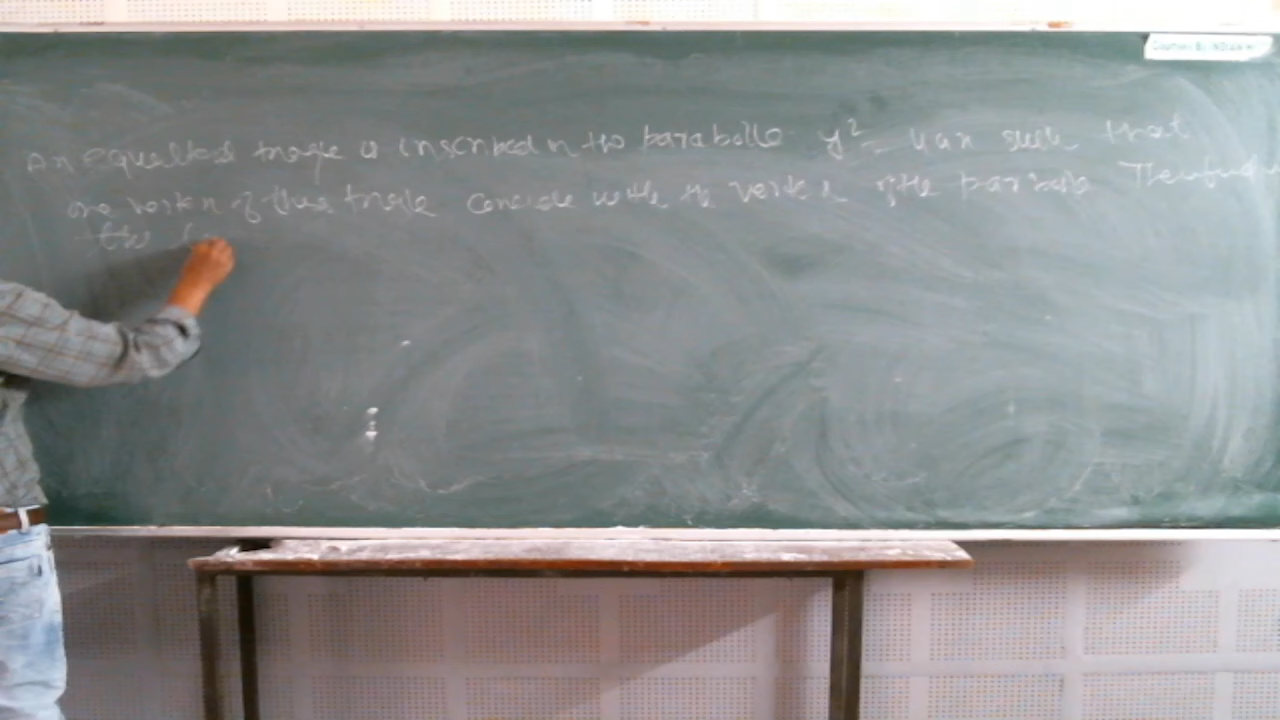 An equilateral triangle is inscribed in the parabola y² = 4ax such that
one vertex of this triangle coincide with the vertex of the parabola Then find
the